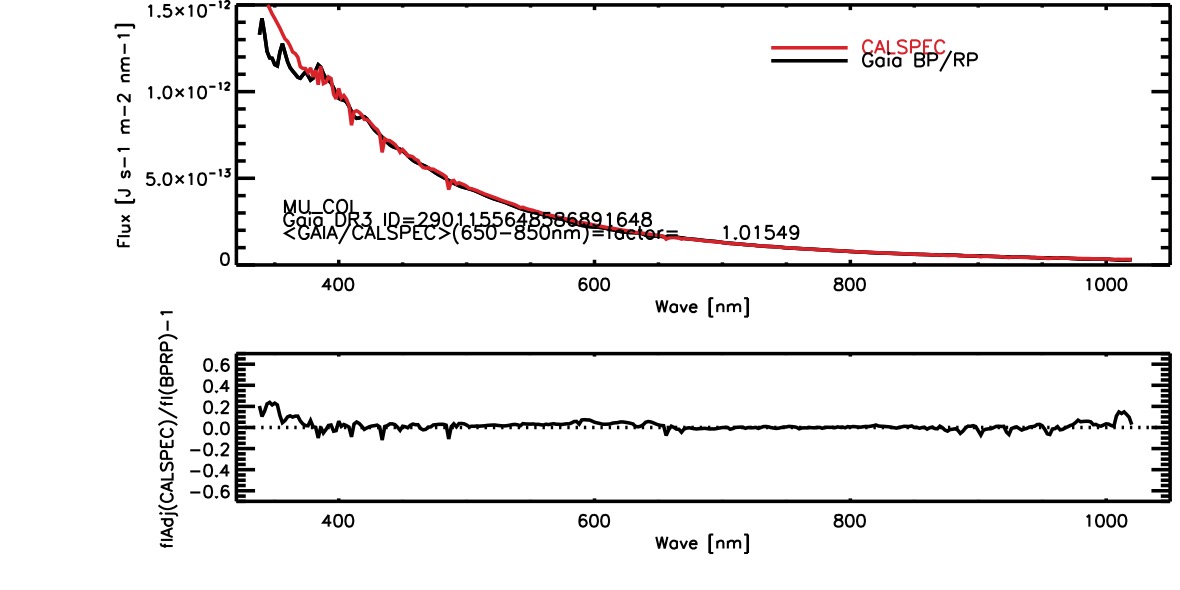 1.5×10−12
1.0×10−12
5.0×10−13
0
Flux [J s−1 m−2 nm−1]
CALSPEC
Gaia BP/RP
MU_COL
Gaia DR3 ID=2901155648586891648
<GAIA/CALSPEC>(650−850nm)=factor= 1.01549
400 600 800 1000
Wave [nm]
flAdj(CALSPEC)/fl(BPRP)−1
0.6
0.4
0.2
0.0
−0.2
−0.4
−0.6
400 600 800 1000
Wave [nm]